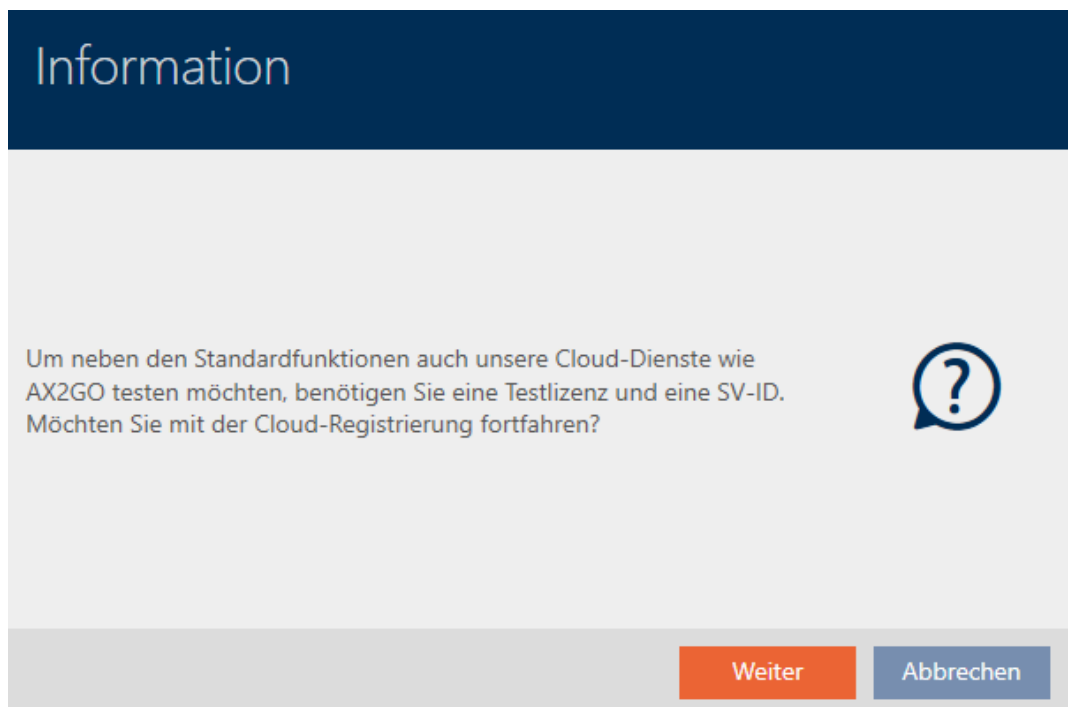 Information
Um neben den Standardfunktionen auch unsere Cloud-Dienste wie
AX2GO testen möchten, benötigen Sie eine Testlizenz und eine SV-ID.
Möchten Sie mit der Cloud-Registrierung fortfahren?
?
Weiter Abbrechen